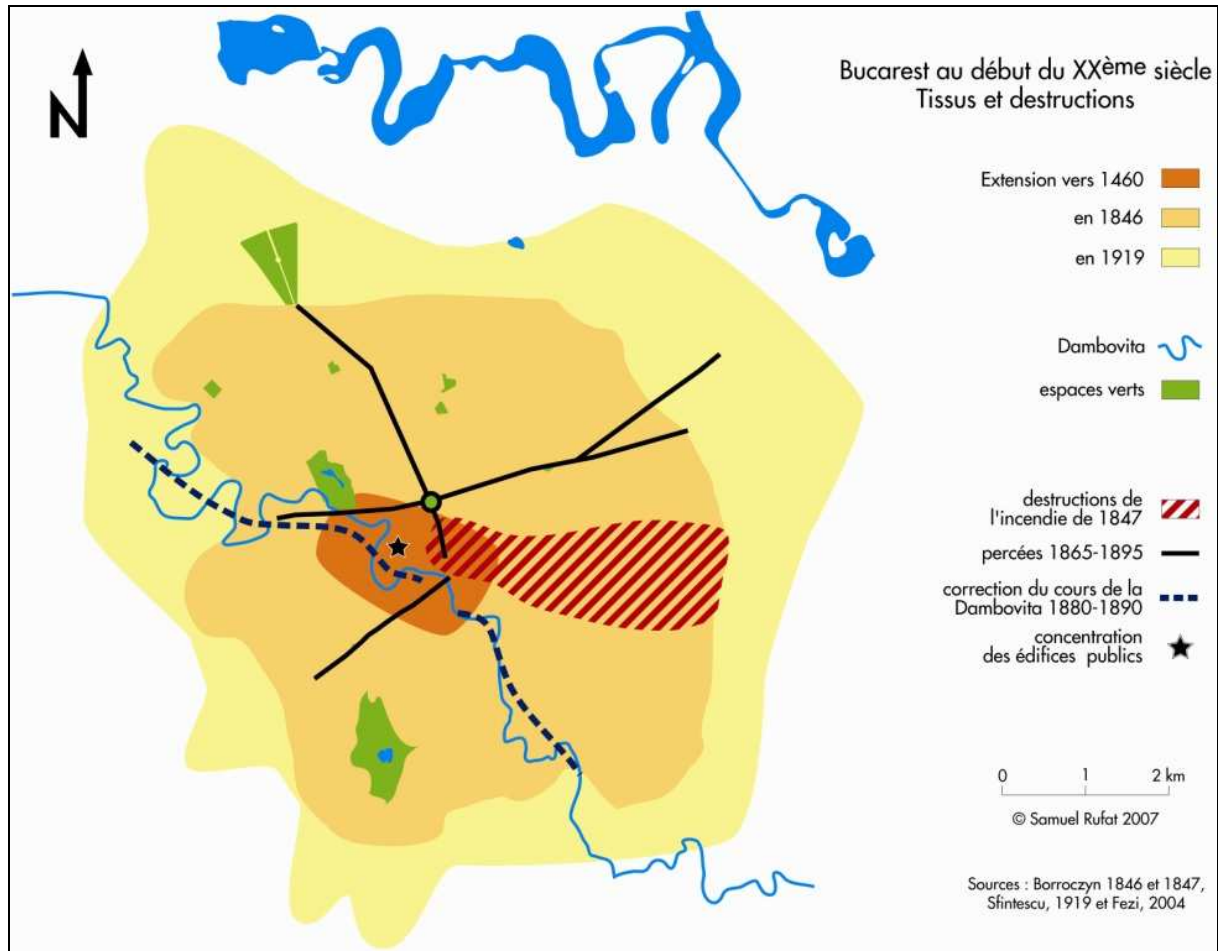 N
Bucarest au début du XXème siècle
Tissus et destructions
Extension vers 1460
en 1846
en 1919
Dambovita
espaces verts
destructions de
l'incendie de 1847
percées 1865-1895
correction du cours de la
Dambovita 1880-1890
concentration
des édifices publics
0 1 2 km
© Samuel Rufat 2007
Sources : Borroczyn 1846 et 1847,
Sfintescu, 1919 et Fezi, 2004